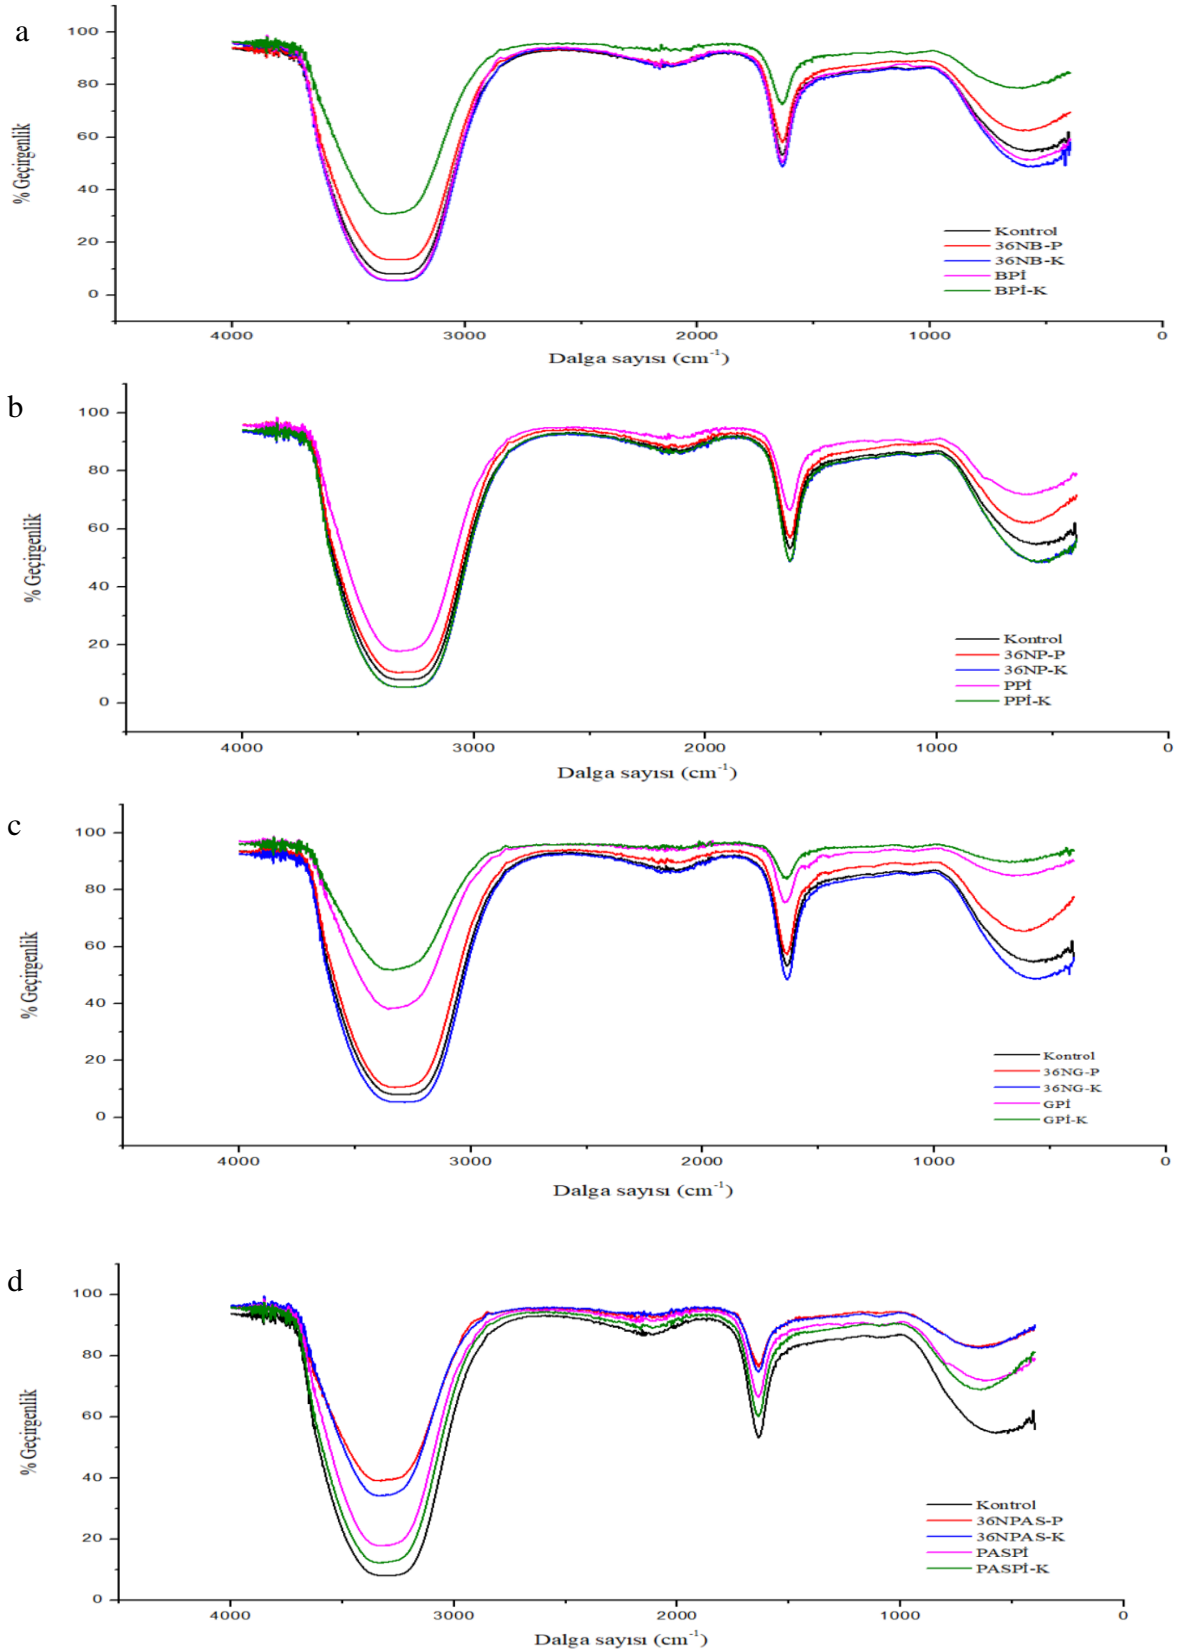 a
100
80
60
40
20
0
% Geçirgenlik
Kontrol
36NB-P
36NB-K
BPİ
BPİ-K
4000 3000 2000 1000 0
Dalga sayısı (cm⁻¹)
b
100
80
60
40
20
0
% Geçirgenlik
Kontrol
36NP-P
36NP-K
PPİ
PPİ-K
4000 3000 2000 1000 0
Dalga sayısı (cm⁻¹)
c
100
80
60
40
20
0
% Geçirgenlik
Kontrol
36NG-P
36NG-K
GPİ
GPİ-K
4000 3000 2000 1000 0
Dalga sayısı (cm⁻¹)
d
100
80
60
40
20
0
% Geçirgenlik
Kontrol
36NPAS-P
36NPAS-K
PASPİ
PASPİ-K
4000 3000 2000 1000 0
Dalga sayısı (cm⁻¹)